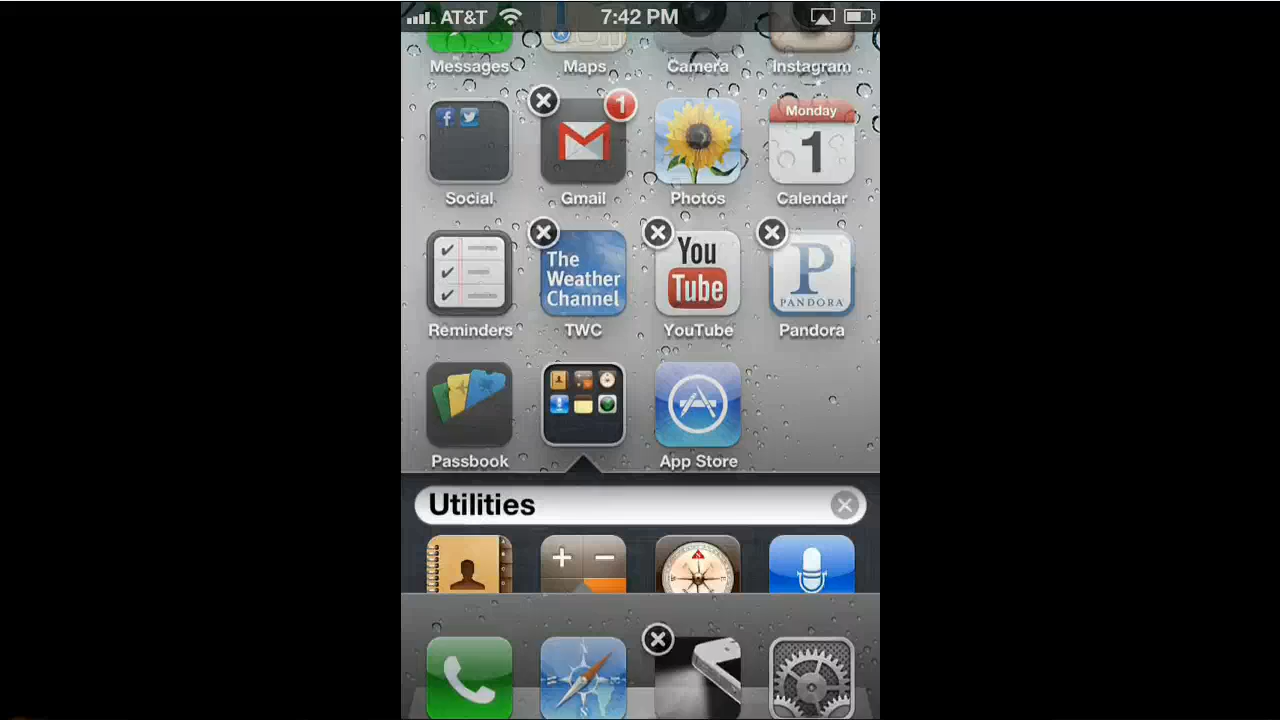 AT&T 7:42 PM
Messages Maps Camera Instagram
1 Monday
1
Social Gmail Photos Calendar
The
Weather
Channel
You
Tube
P
PANDORA
Reminders TWC YouTube Pandora
Passbook App Store
Utilities